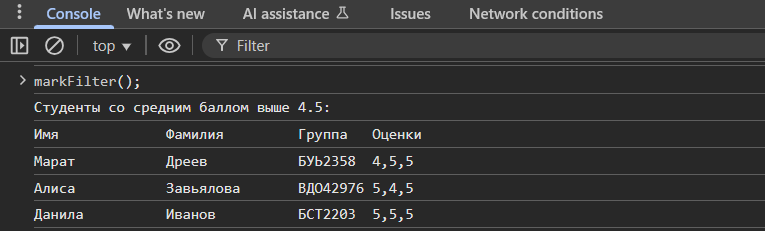 Console What's new AI assistance Issues Network conditions
top Filter
markFilter();
Студенты со средним баллом выше 4.5:
Имя Фамилия Группа Оценки
Марат Дреев БУЬ2358 4,5,5
Алиса Завьялова ВДО42976 5,4,5
Данила Иванов БСТ2203 5,5,5